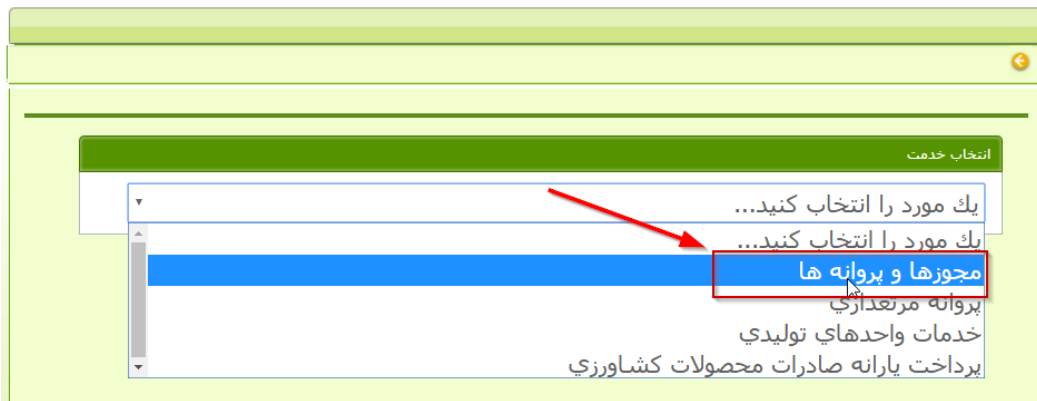 انتخاب خدمت
يك مورد را انتخاب كنيد...
يك مورد را انتخاب كنيد...
مجوزها و پروانه ها
پروانه مرتعداري
خدمات واحدهاي توليدي
پرداخت يارانه صادرات محصولات كشاورزي